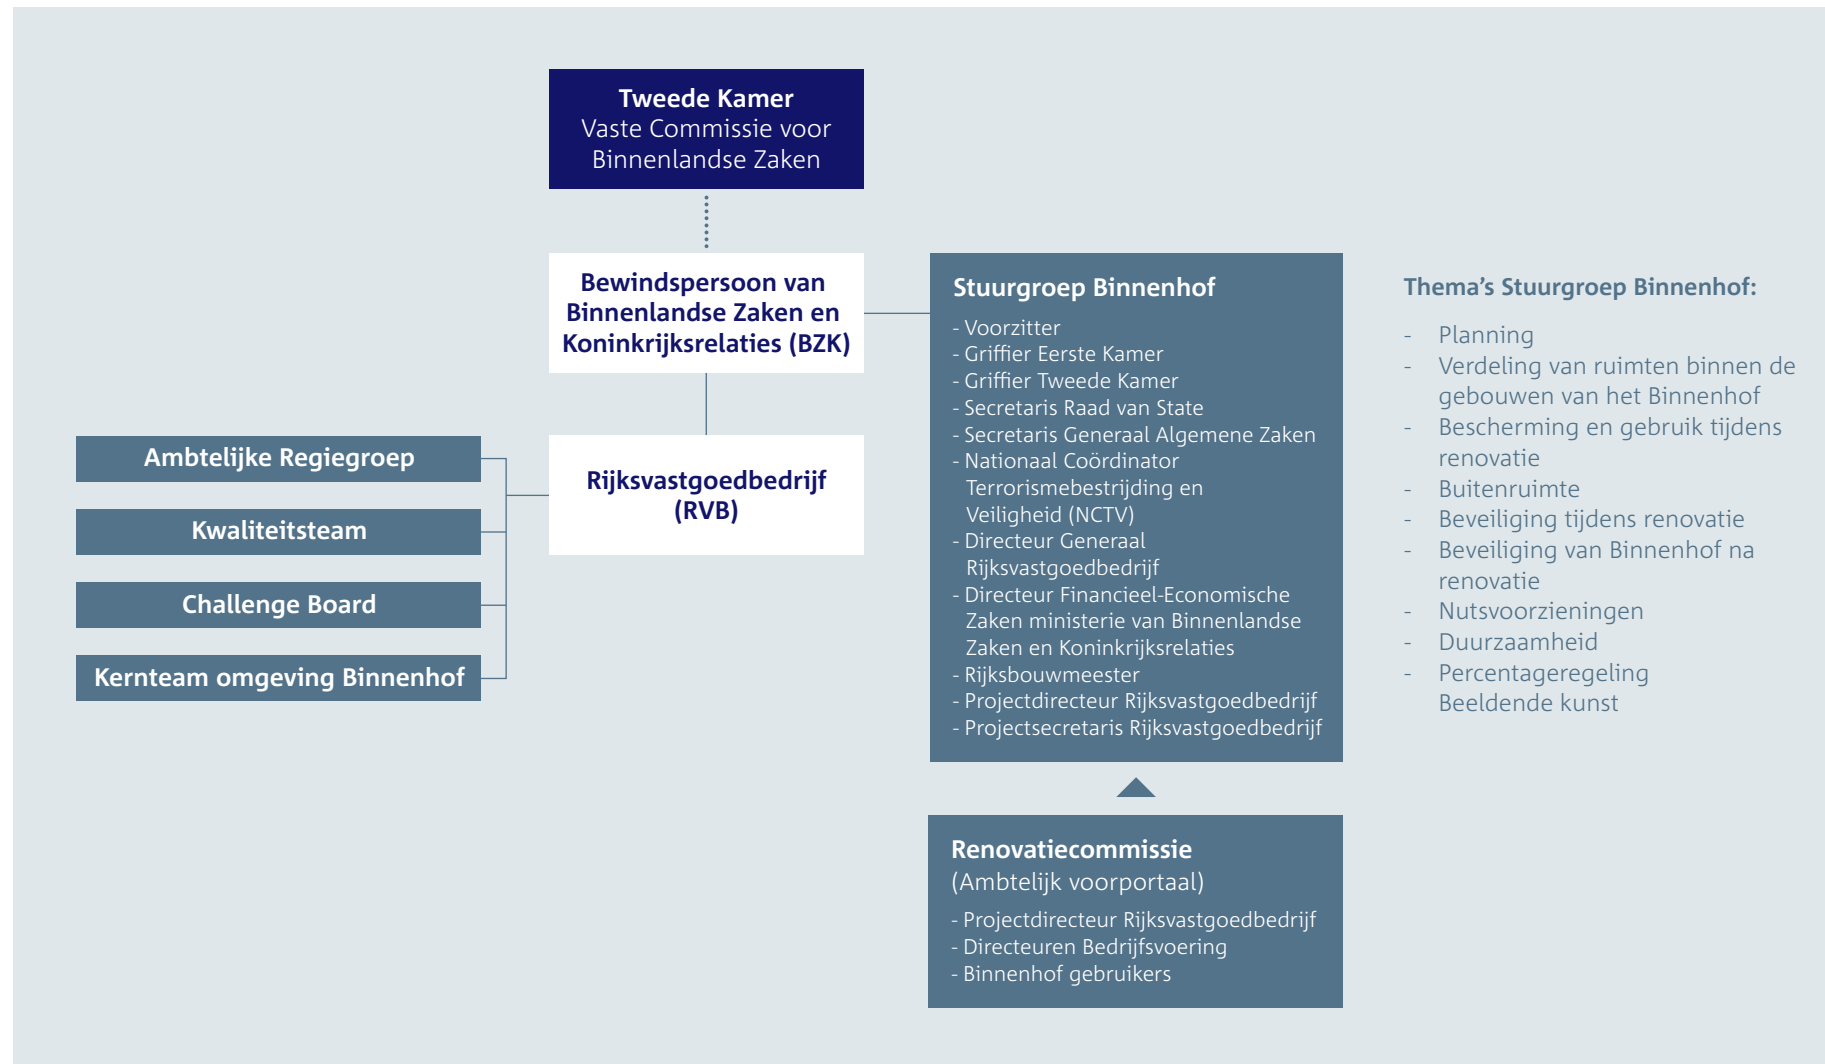 Tweede Kamer
Vaste Commissie voor
Binnenlandse Zaken
Bewindspersoon van
Binnenlandse Zaken en
Koninkrijksrelaties (BZK)
Rijksvastgoedbedrijf
(RVB)
Ambtelijke Regiegroep
Kwaliteitsteam
Challenge Board
Kernteam omgeving Binnenhof
Stuurgroep Binnenhof
- Voorzitter
- Griffier Eerste Kamer
- Griffier Tweede Kamer
- Secretaris Raad van State
- Secretaris Generaal Algemene Zaken
- Nationaal Coördinator
Terrorismebestrijding en
Veiligheid (NCTV)
- Directeur Generaal
Rijksvastgoedbedrijf
- Directeur Financieel-Economische
Zaken ministerie van Binnenlandse
Zaken en Koninkrijksrelaties
- Rijksbouwmeester
- Projectdirecteur Rijksvastgoedbedrijf
- Projectsecretaris Rijksvastgoedbedrijf
Renovatiecommissie
(Ambtelijk voorportaal)
- Projectdirecteur Rijksvastgoedbedrijf
- Directeuren Bedrijfsvoering
- Binnenhof gebruikers
Thema's Stuurgroep Binnenhof:
- Planning
- Verdeling van ruimten binnen de
gebouwen van het Binnenhof
- Bescherming en gebruik tijdens
renovatie
- Buitenruimte
- Beveiliging tijdens renovatie
- Beveiliging van Binnenhof na
renovatie
- Nutsvoorzieningen
- Duurzaamheid
- Percentageregeling
Beeldende kunst